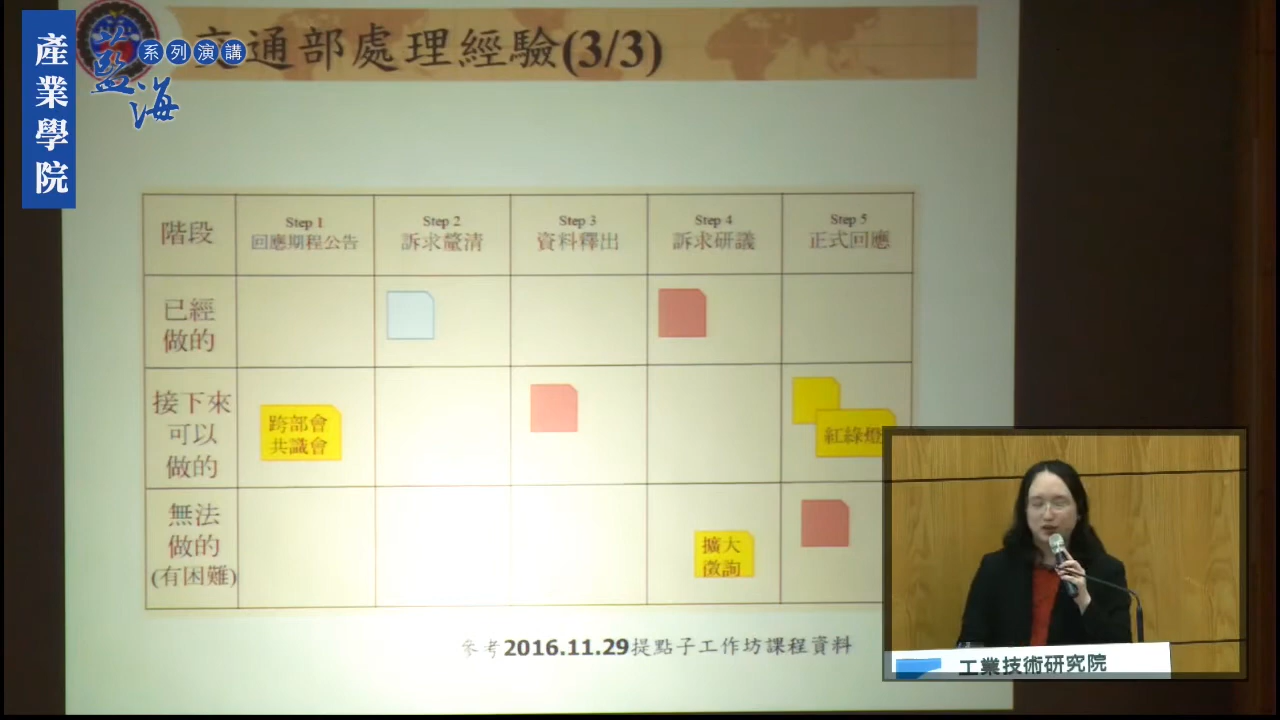 產業學院
藍海
系列演講
交通部處理經驗(3/3)
階段
Step 1
回應期程公告
Step 2
訴求釐清
Step 3
資料釋出
Step 4
訴求研議
Step 5
正式回應
已經
做的
接下來
可以
做的
跨部會
共識會
紅綠燈
無法
做的
(有困難)
擴大
徵詢
參考2016.11.29提點子工作坊課程資料
工業技術研究院